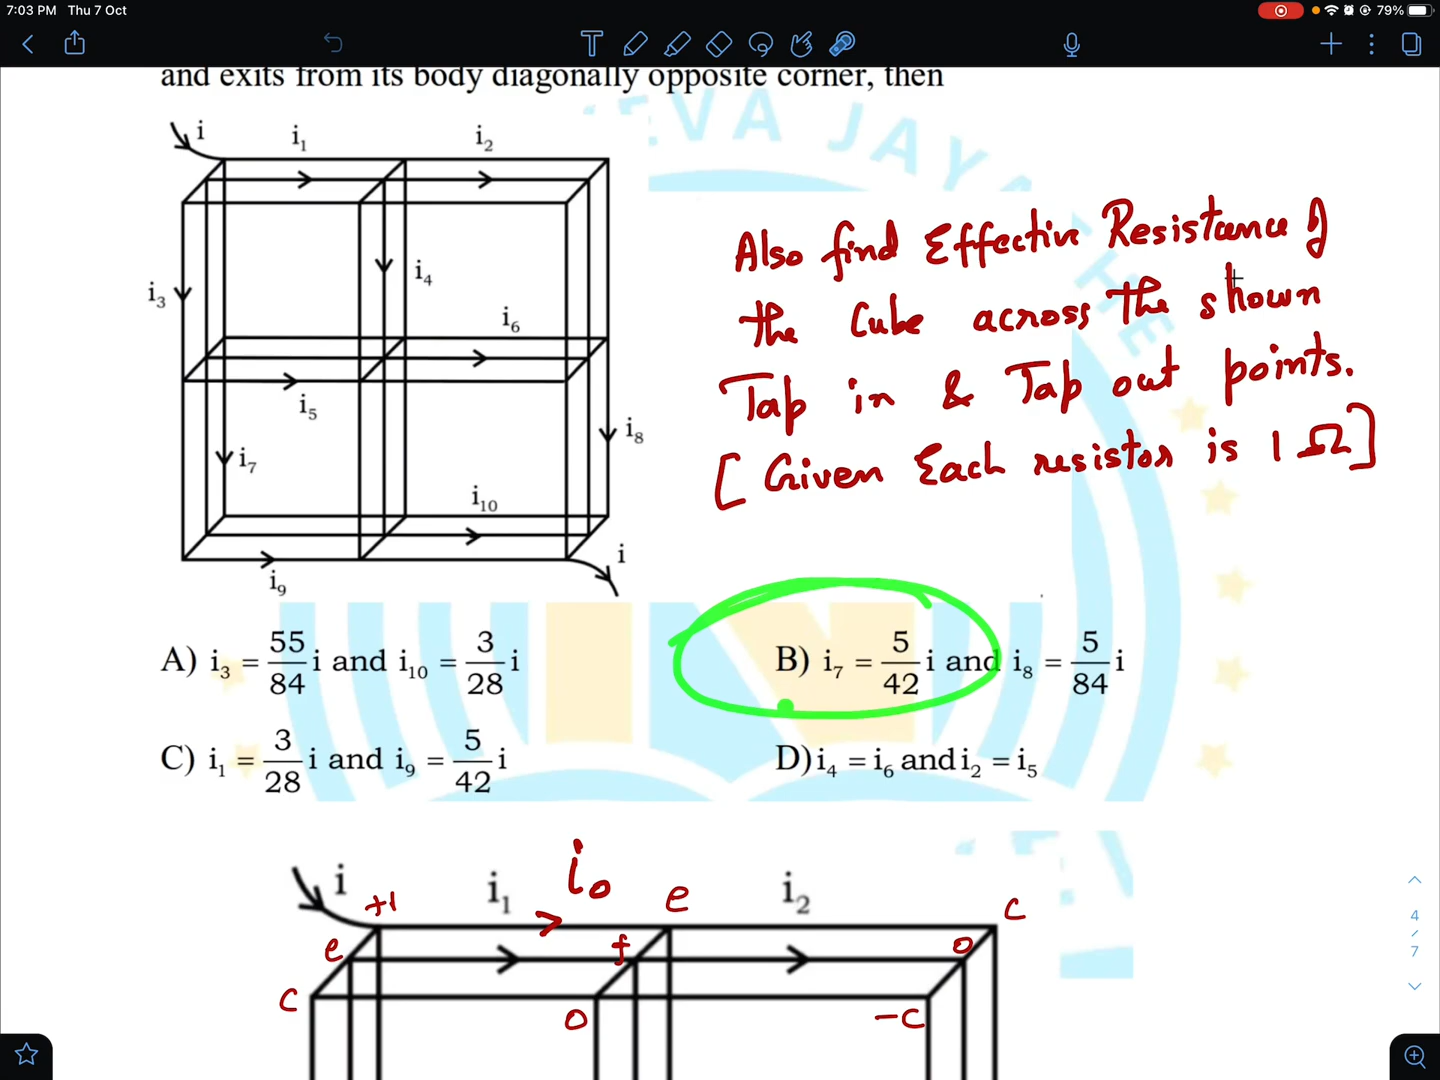 7:03 PM Thu 7 Oct
79%
and exits from its body diagonally opposite corner, then
EVA JAYATHE
i
i₁
i₂
i₃
i₄
i₆
i₅
i₇
i₈
i₁₀
i₉
i
Also find Effective Resistance of
the Cube across the shown
Tap in & Tap out points.
[Given Each resistor is 1 Ω]
A) i₃ = 55/84 i and i₁₀ = 3/28 i
B) i₇ = 5/42 i and i₈ = 5/84 i
C) i₁ = 3/28 i and i₉ = 5/42 i
D) i₄ = i₆ and i₂ = i₅
i
+1
i₁
i₀
e
i₂
c
e
f
0
c
0
-c
4
/
7